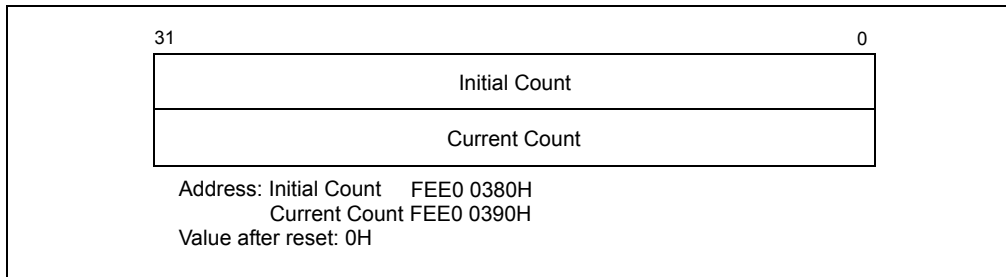 31 0
Initial Count
Current Count
Address: Initial Count FEE0 0380H
Current Count FEE0 0390H
Value after reset: 0H